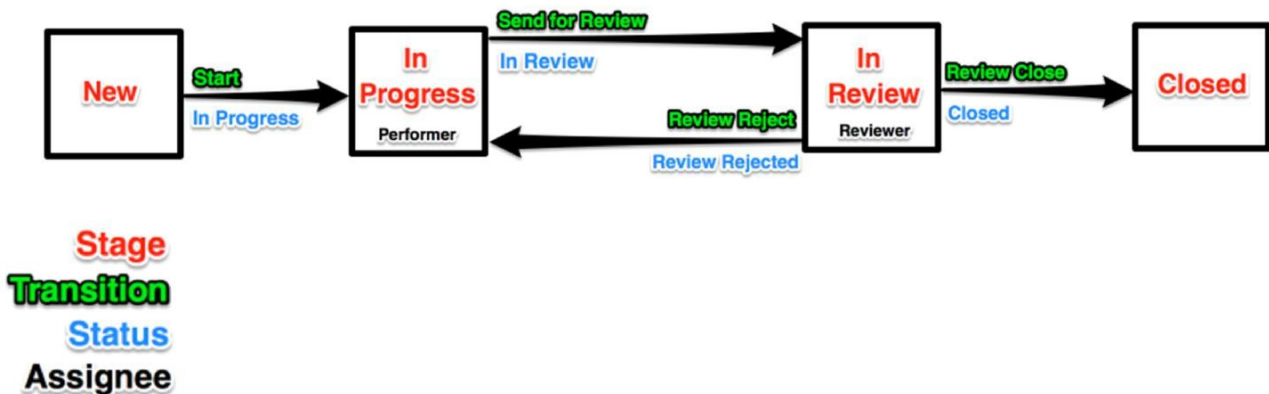 New
Start
In Progress
In
Progress
Performer
Send for Review
In Review
Review Reject
Review Rejected
In
Review
Reviewer
Review Close
Closed
Closed
Stage
Transition
Status
Assignee